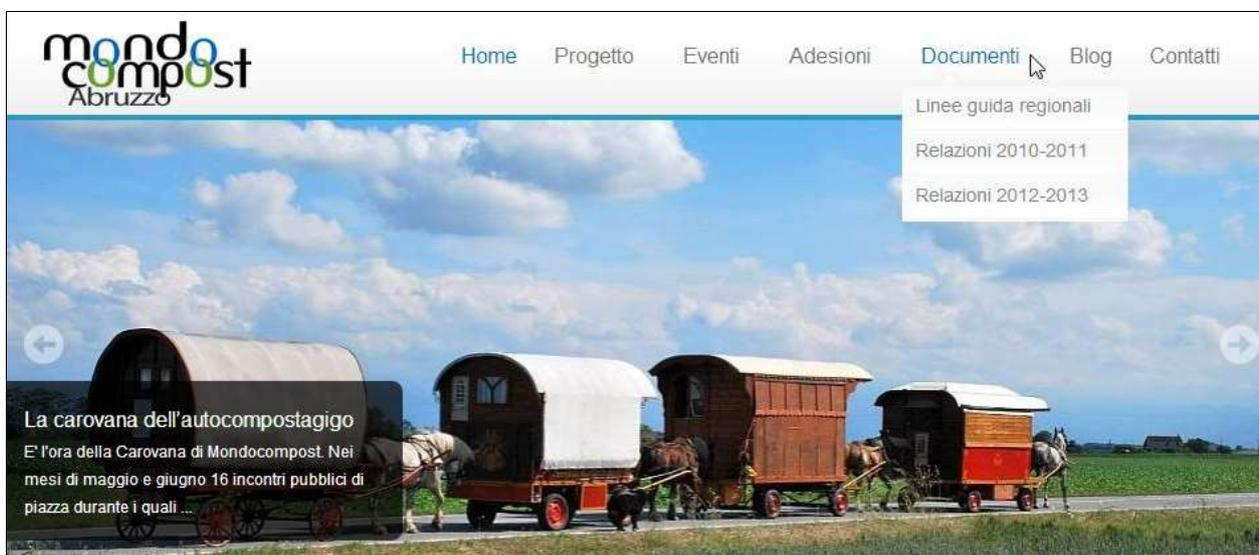 mondo
compost
Abruzzo
Home Progetto Eventi Adesioni Documenti Blog Contatti
Linee guida regionali
Relazioni 2010-2011
Relazioni 2012-2013
La carovana dell'autocompostagigo
E' l'ora della Carovana di Mondocompost. Nei
mesi di maggio e giugno 16 incontri pubblici di
piazza durante i quali ...